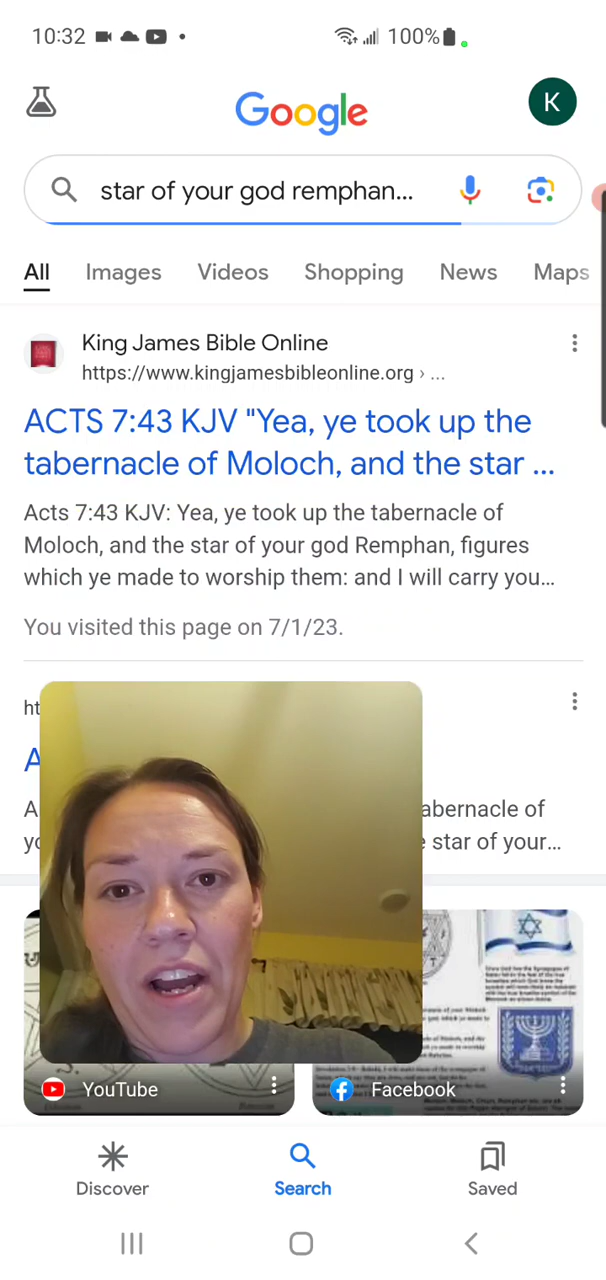 10:32
100%
Google
K
star of your god remphan...
All Images Videos Shopping News Maps
King James Bible Online
https://www.kingjamesbibleonline.org › ...
ACTS 7:43 KJV "Yea, ye took up the
tabernacle of Moloch, and the star ...
Acts 7:43 KJV: Yea, ye took up the tabernacle of
Moloch, and the star of your god Remphan, figures
which ye made to worship them: and I will carry you...
You visited this page on 7/1/23.
ht
A
A abernacle of
yo star of your...
YouTube
Facebook
Discover Search Saved